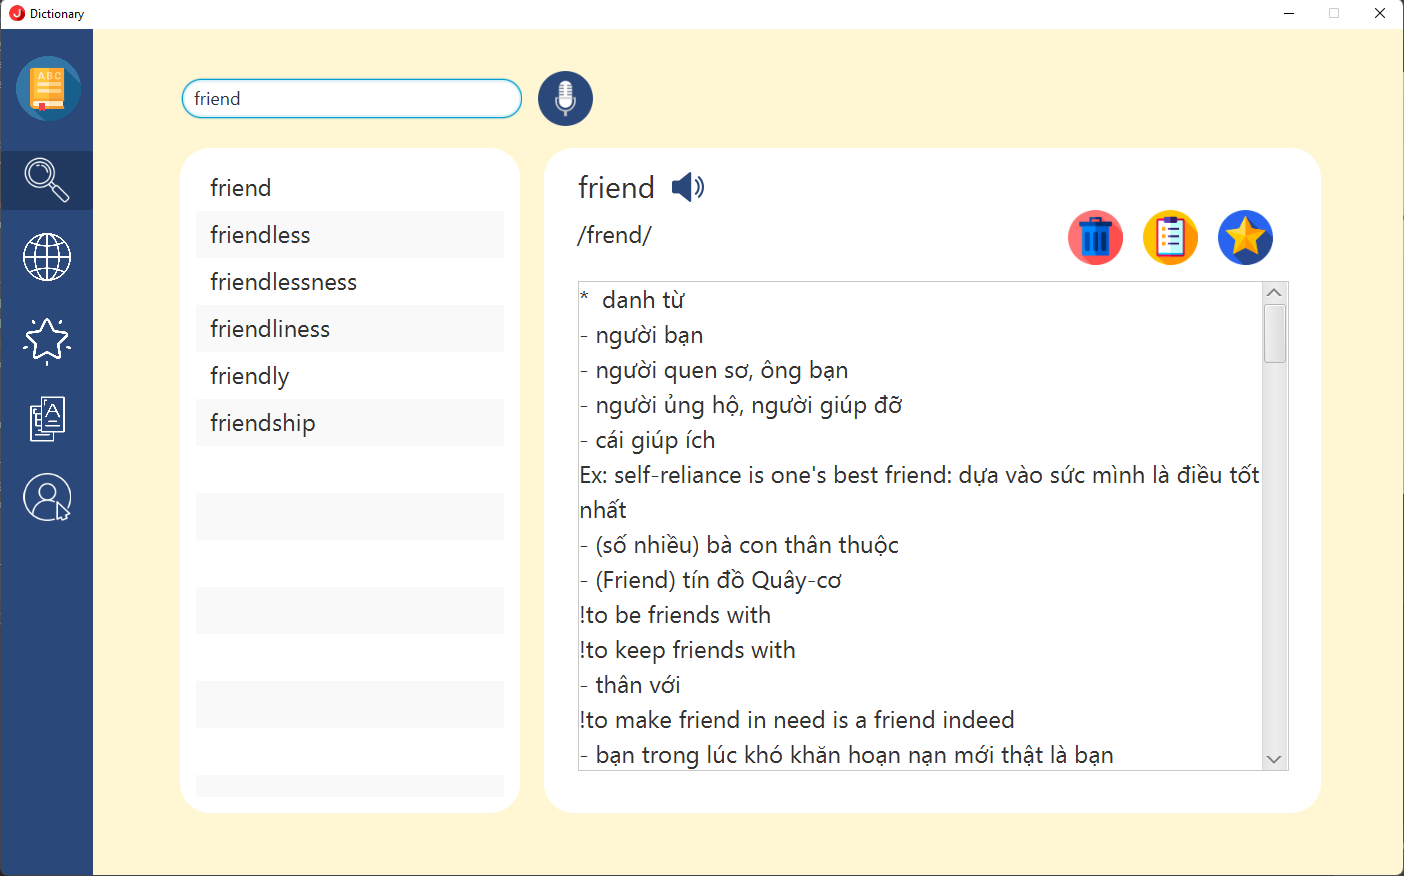 Dictionary
ABC
friend
friend
friendless
friendlessness
friendliness
friendly
friendship
friend
/frend/
*  danh từ
- người bạn
- người quen sơ, ông bạn
- người ủng hộ, người giúp đỡ
- cái giúp ích
Ex: self-reliance is one's best friend: dựa vào sức mình là điều tốt
nhất
- (số nhiều) bà con thân thuộc
- (Friend) tín đồ Quây-cơ
!to be friends with
!to keep friends with
- thân với
!to make friend in need is a friend indeed
- bạn trong lúc khó khăn hoạn nạn mới thật là bạn
A